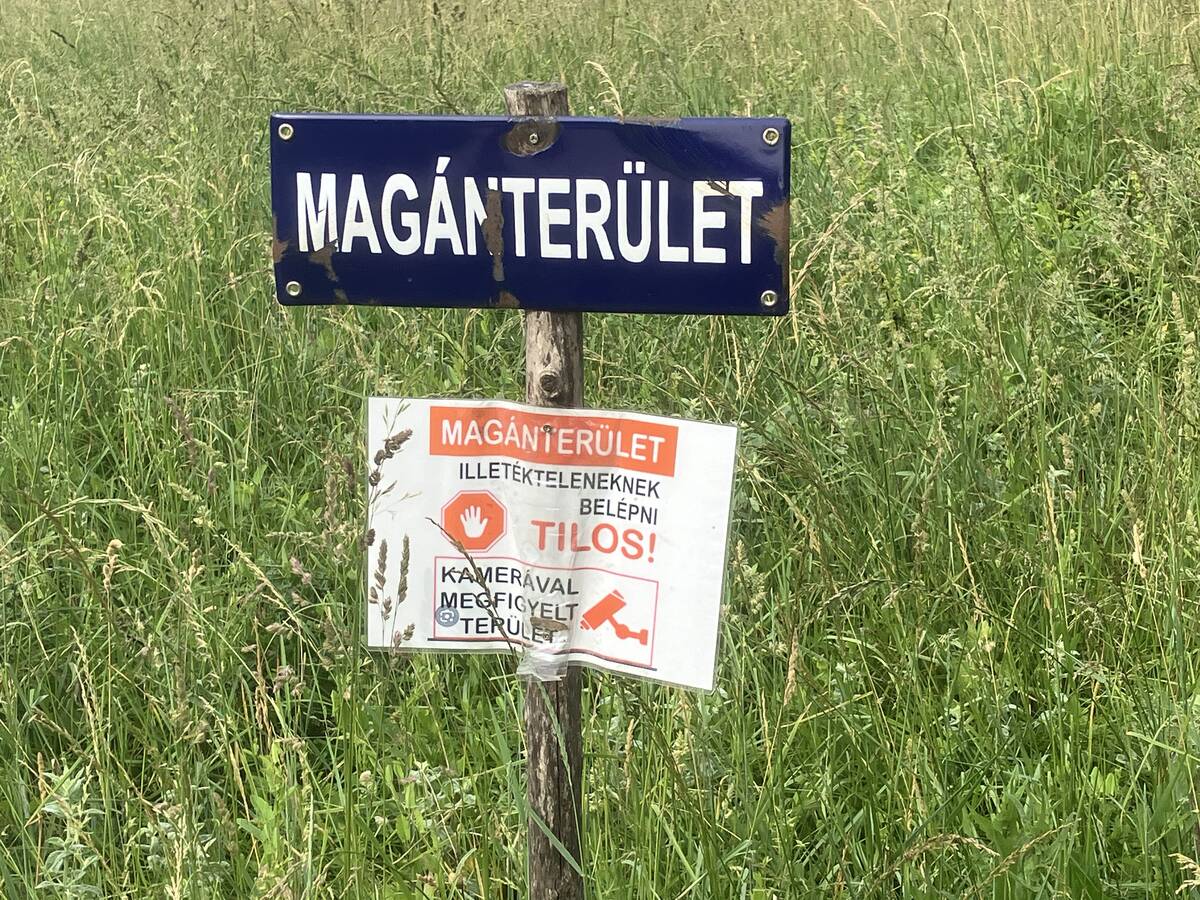 MAGÁNTERÜLET
MAGÁNTERÜLET
ILLETÉKTELENEKNEK
BELÉPNI
TILOS!
KAMERÁVAL
MEGFIGYELT
TERÜLET